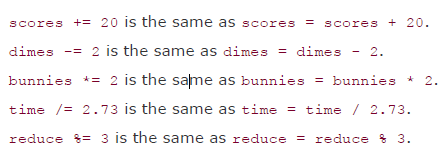 scores += 20 is the same as scores = scores + 20.
dimes -= 2 is the same as dimes = dimes - 2.
bunnies *= 2 is the same as bunnies = bunnies * 2.
time /= 2.73 is the same as time = time / 2.73.
reduce %= 3 is the same as reduce = reduce % 3.